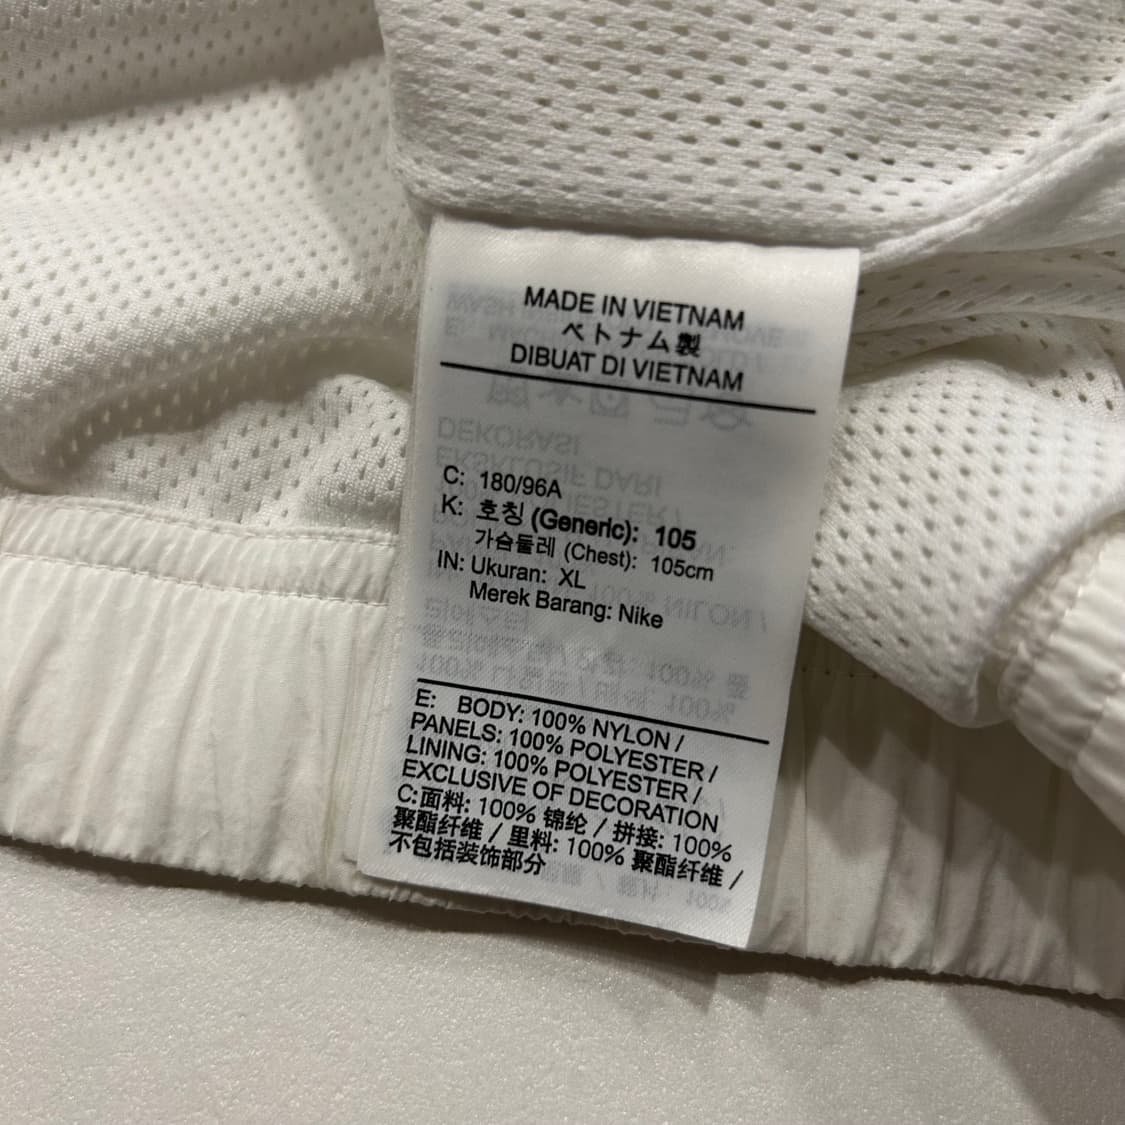 MADE IN VIETNAM
ベトナム製
DIBUAT DI VIETNAM
C: 180/96A
K: 호칭 (Generic): 105
가슴둘레 (Chest): 105cm
IN: Ukuran: XL
Merek Barang: Nike
E: BODY: 100% NYLON /
PANELS: 100% POLYESTER /
LINING: 100% POLYESTER /
EXCLUSIVE OF DECORATION
C:面料: 100% 锦纶 / 拼接: 100%
聚酯纤维 / 里料: 100% 聚酯纤维 /
不包括装饰部分